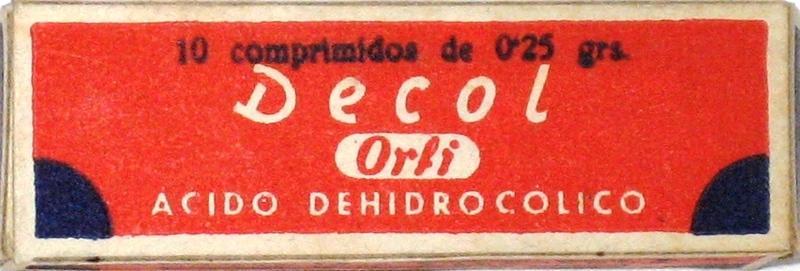 10 comprimidos de 0'25 grs.
Decol
Orfi
ACIDO DEHIDROCOLICO